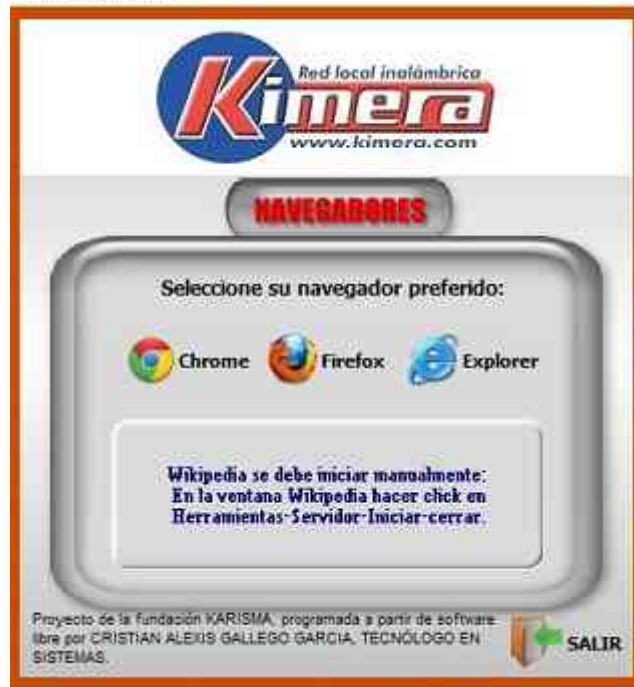 Red local inalámbrica
Kimera
www.kimera.com
NAVEGADORES
Seleccione su navegador preferido:
Chrome Firefox Explorer
Wikipedia se debe iniciar manualmente:
En la ventana Wikipedia hacer click en
Herramientas-Servidor-Iniciar-cerrar.
Proyecto de la fundación KARISMA, programada a partir de software
libre por CRISTIAN ALEXIS GALLEGO GARCIA, TECNÓLOGO EN
SISTEMAS.
SALIR